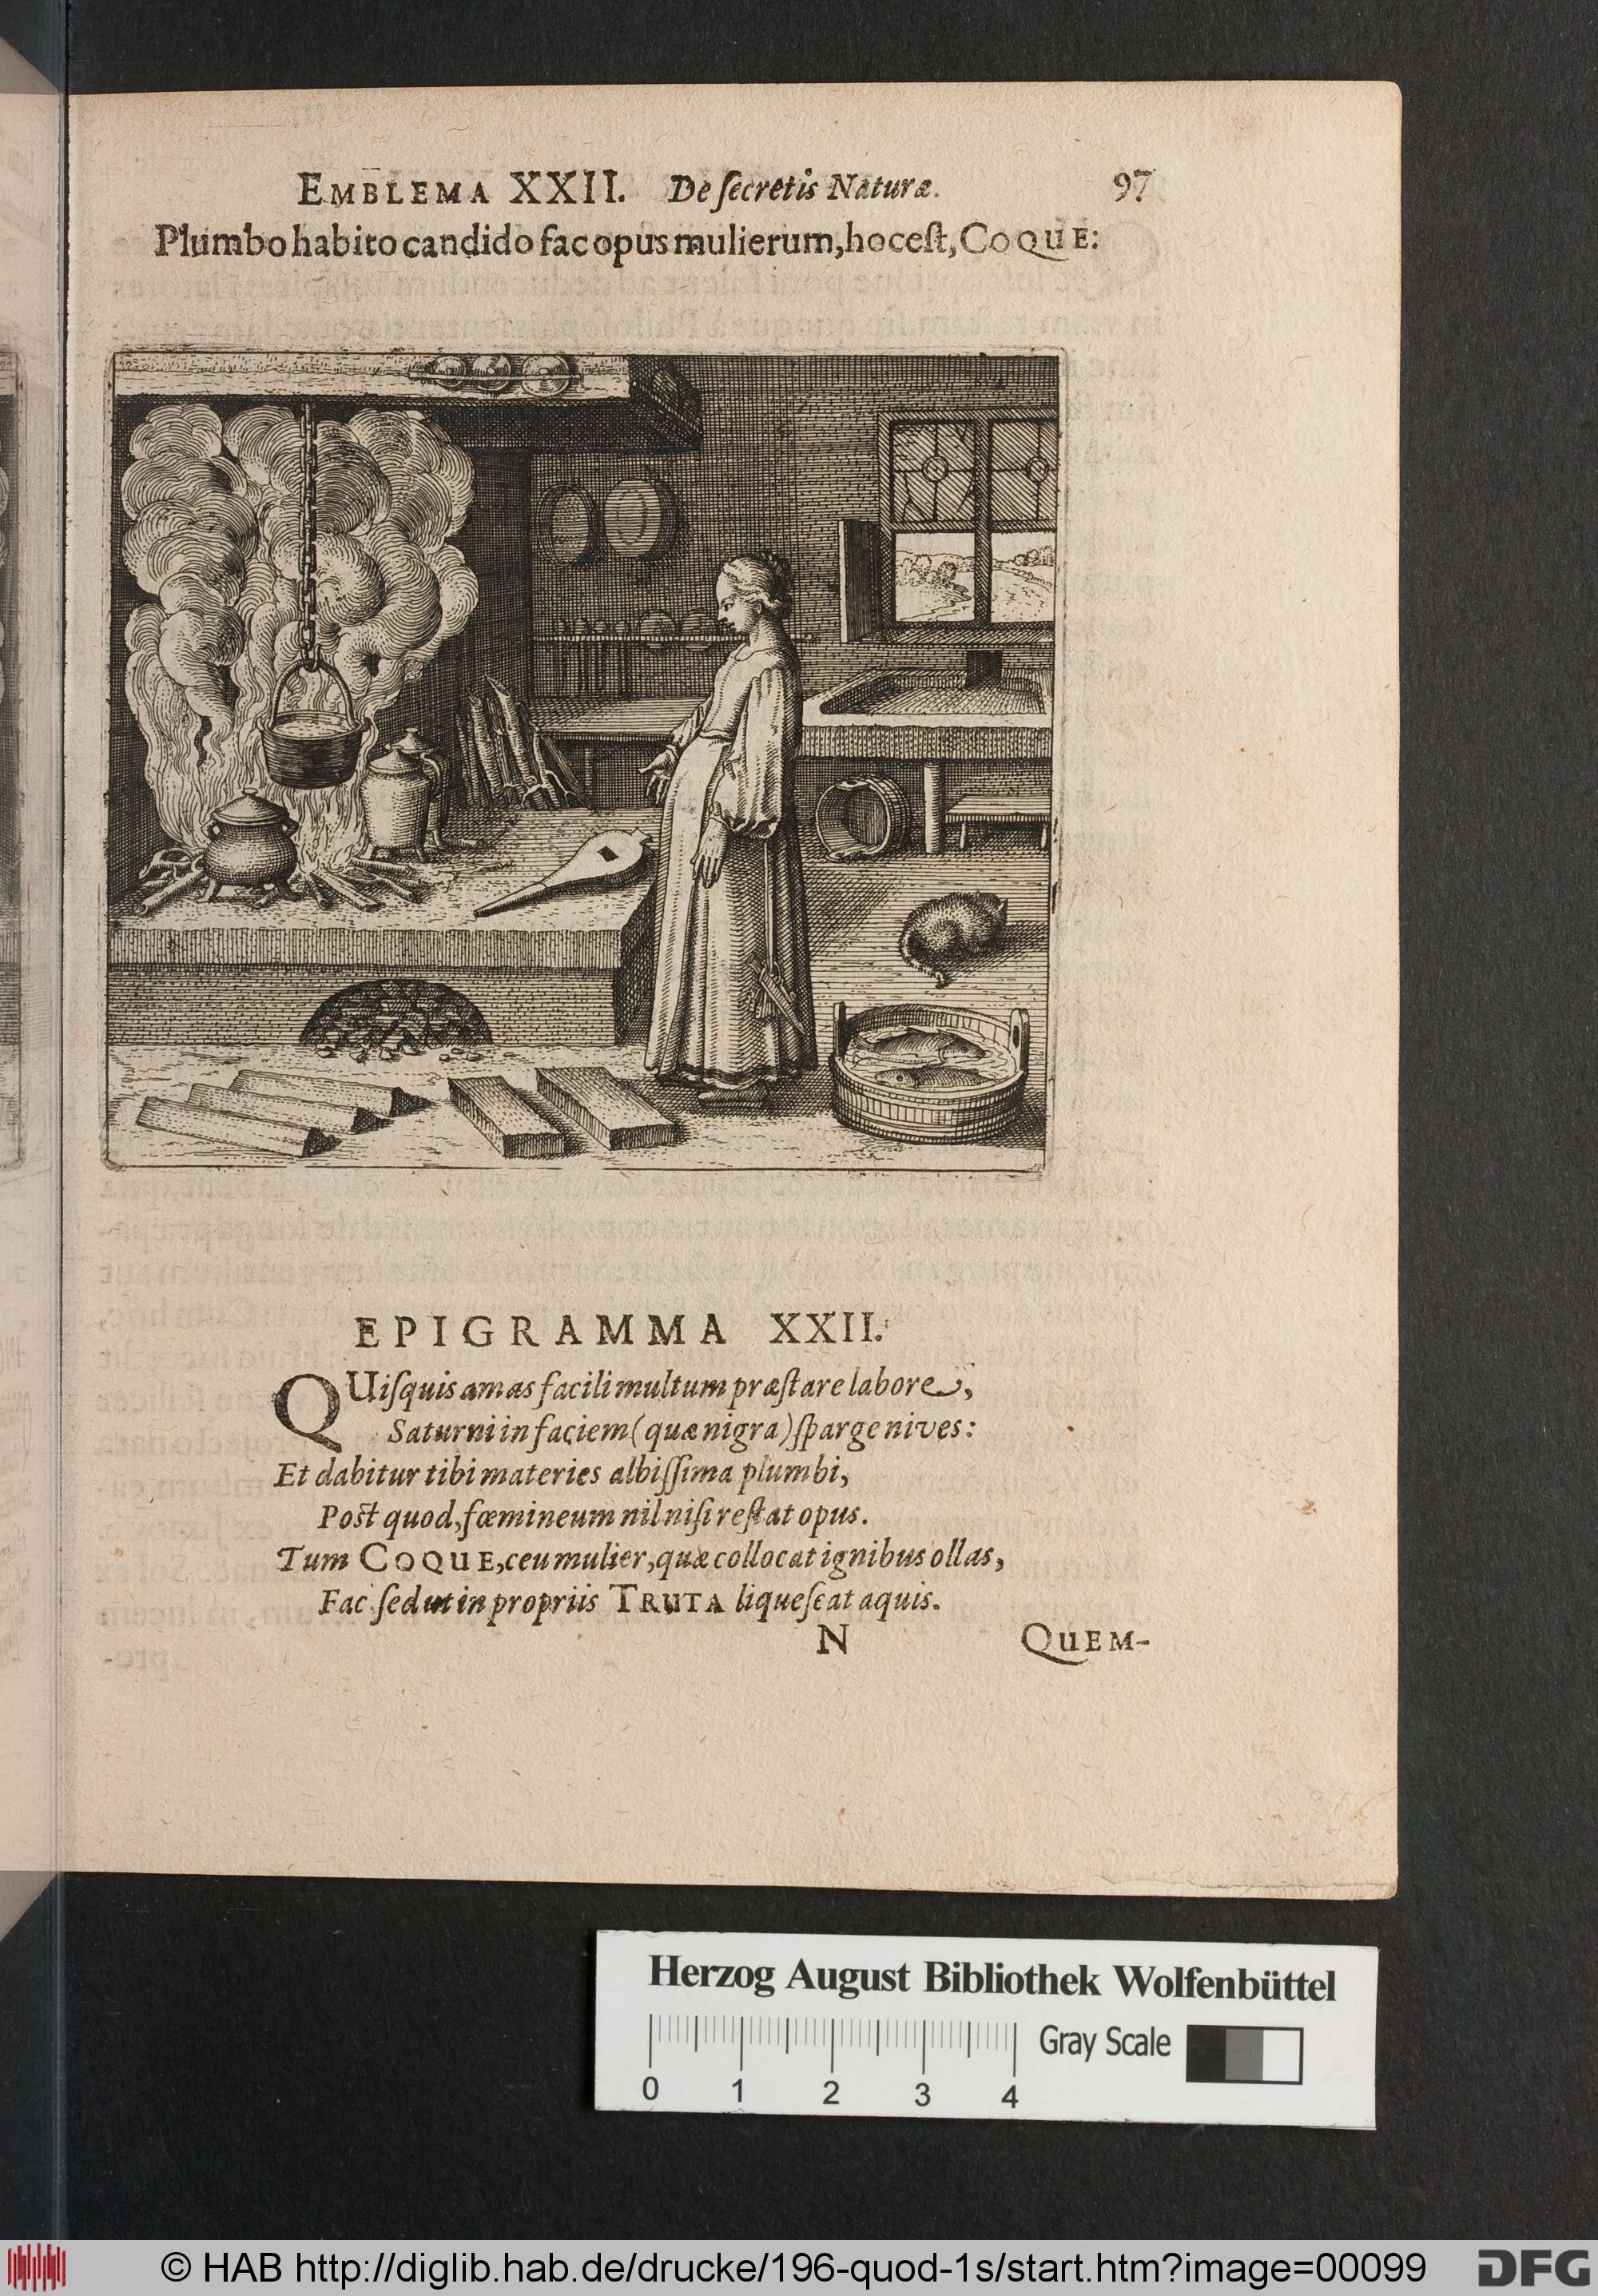 EMBLEMA XXII. De ſecretis Naturæ. 97
Plumbo habito candido fac opus mulierum, hoc eſt, COQUE:
EPIGRAMMA XXII.
QUiſquis amas facili multum præſtare labore,
Saturni in faciem (quæ nigra) ſparge nives:
Et dabitur tibi materies albiſſima plumbi,
Poſt quod, fœmineum nil niſi reſtat opus.
Tum COQUE, ceu mulier, quæ collocat ignibus ollas,
Fac ſed ut in propriis TRUTA liqueſcat aquis.
N QUEM-
Herzog August Bibliothek Wolfenbüttel
Gray Scale
0 1 2 3 4
© HAB http://diglib.hab.de/drucke/196-quod-1s/start.htm?image=00099 DFG